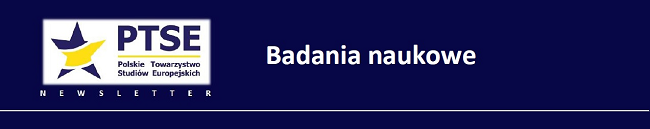 PTSE
Polskie Towarzystwo
Studiów Europejskich
NEWSLETTER
Badania naukowe